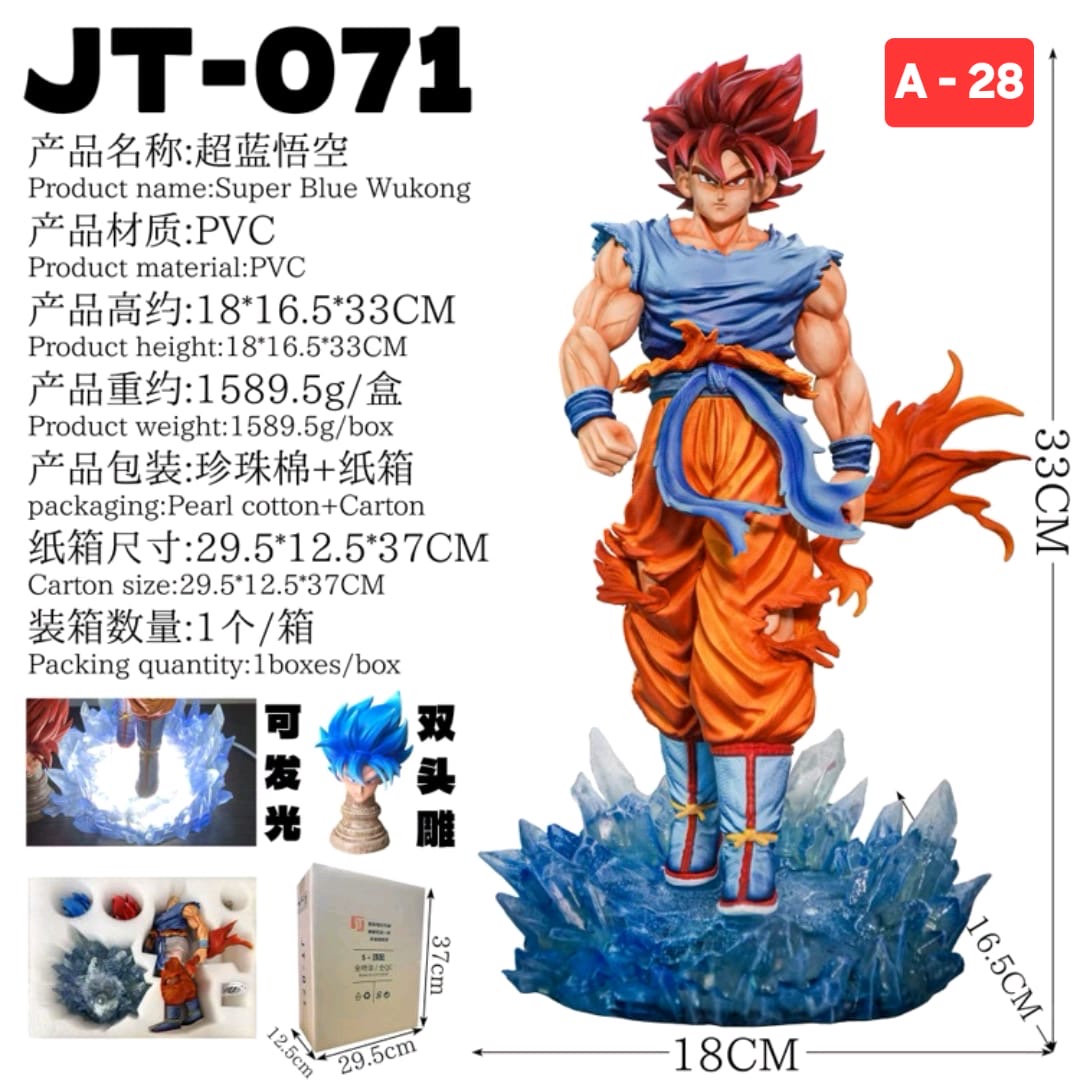 JT-071
A - 28
产品名称:超蓝悟空
Product name:Super Blue Wukong
产品材质:PVC
Product material:PVC
产品高约:18*16.5*33CM
Product height:18*16.5*33CM
产品重约:1589.5g/盒
Product weight:1589.5g/box
产品包装:珍珠棉+纸箱
packaging:Pearl cotton+Carton
纸箱尺寸:29.5*12.5*37CM
Carton size:29.5*12.5*37CM
装箱数量:1个/箱
Packing quantity:1boxes/box
可发光
双头雕
33CM
16.5CM
18CM
37cm
12.5cm
29.5cm
JT